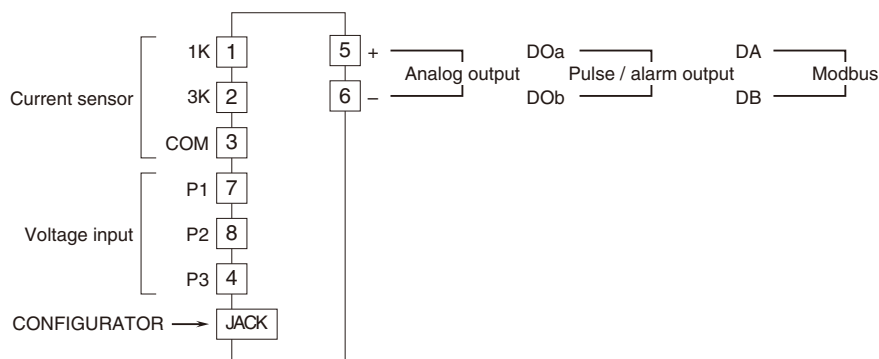 1K 1 5 + DOa DA
Analog output Pulse / alarm output Modbus
Current sensor 3K 2 6 – DOb DB
COM 3
P1 7
Voltage input P2 8
P3 4
CONFIGURATOR JACK